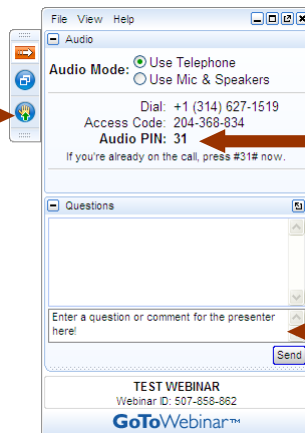 File View Help
Audio
Audio Mode: Use Telephone
Use Mic & Speakers
Dial: +1 (314) 627-1519
Access Code: 204-368-834
Audio PIN: 31
If you're already on the call, press #31# now.
Questions
Enter a question or comment for the presenter
here!
Send
TEST WEBINAR
Webinar ID: 507-858-862
GoToWebinar™